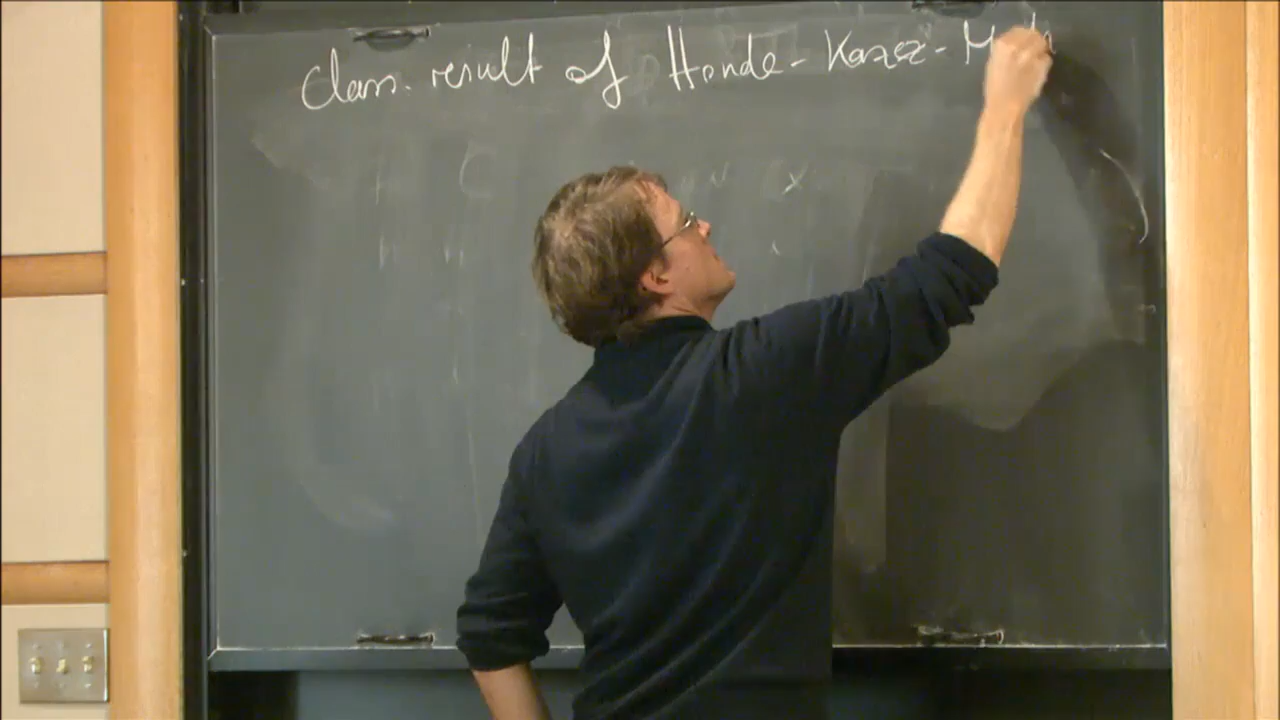 Class. result of Honda - Kazez -